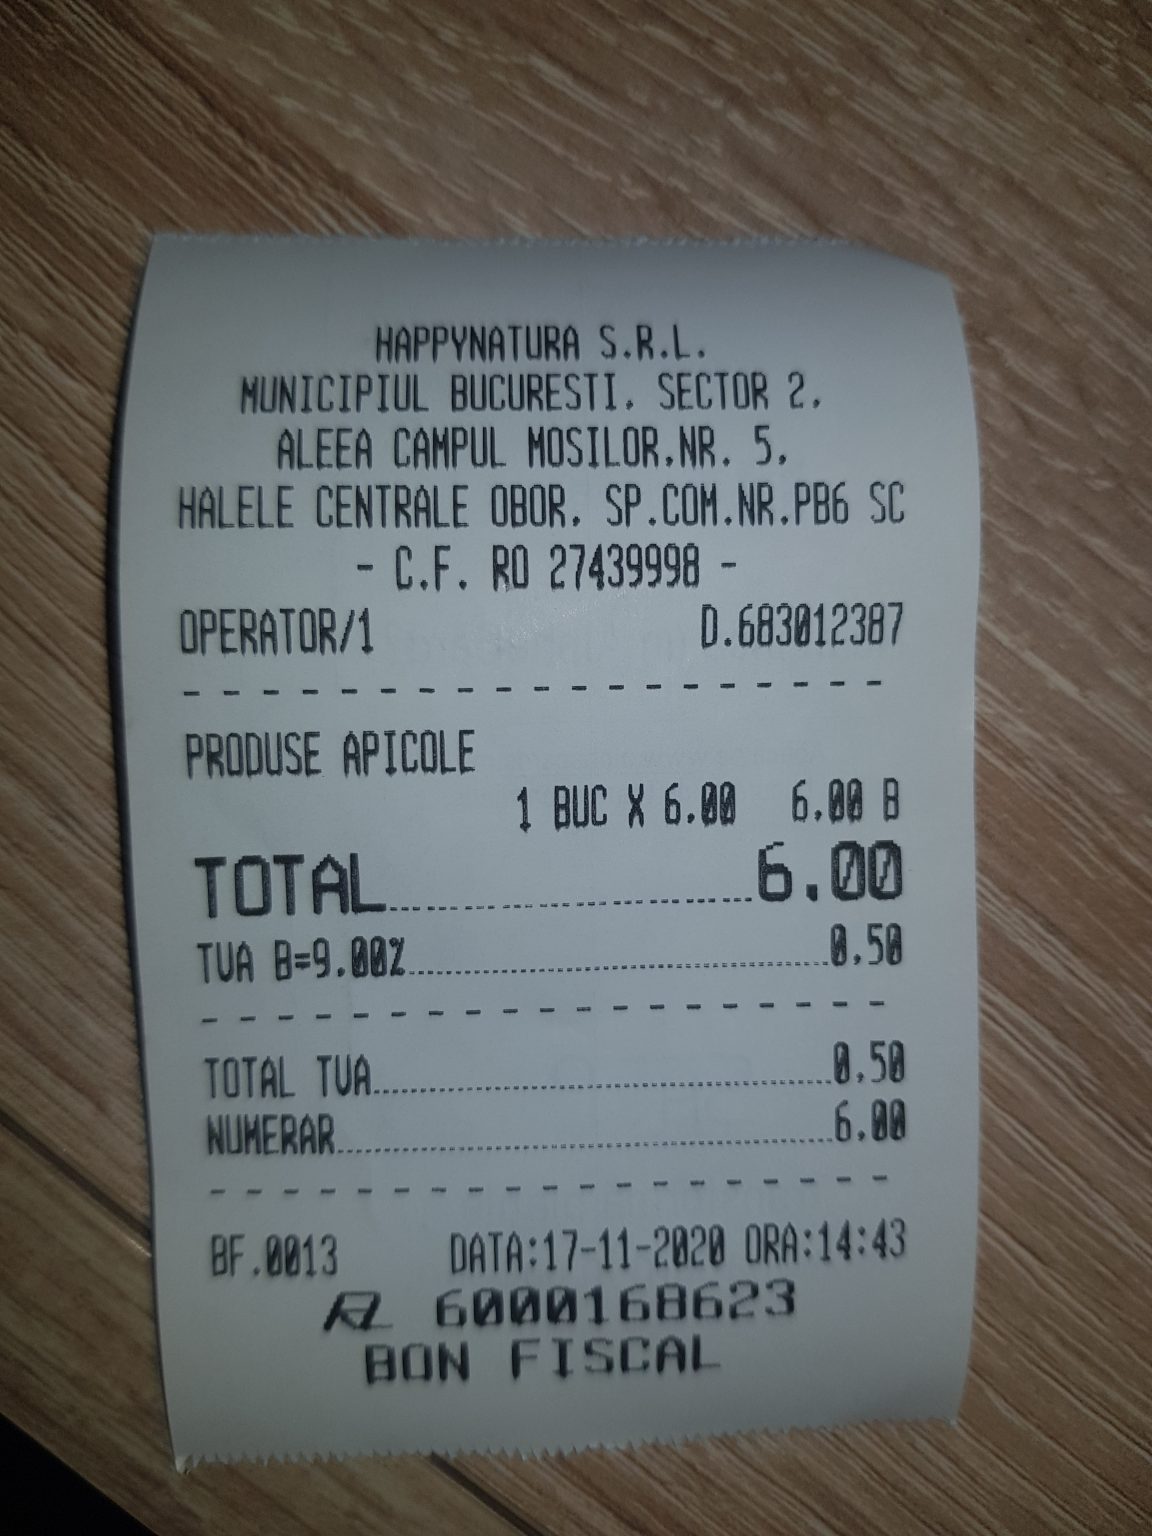 HAPPYNATURA S.R.L.
MUNICIPIUL BUCURESTI, SECTOR 2,
ALEEA CAMPUL MOSILOR,NR. 5,
HALELE CENTRALE OBOR, SP.COM.NR.PB6 SC
- C.F. RO 27439998 -
OPERATOR/1 D.683012387
PRODUSE APICOLE
1 BUC X 6.00 6.00 B
TOTAL 6.00
TVA B=9.00% 0.50
TOTAL TVA 0.50
NUMERAR 6.00
BF.0013 DATA:17-11-2020 ORA:14:43
6000168623
BON FISCAL